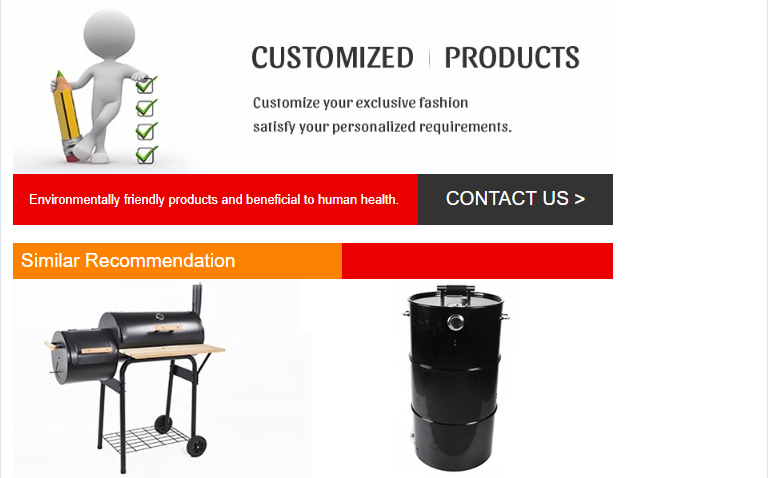 CUSTOMIZED | PRODUCTS
Customize your exclusive fashion
satisfy your personalized requirements.
Environmentally friendly products and beneficial to human health.
CONTACT US >
Similar Recommendation